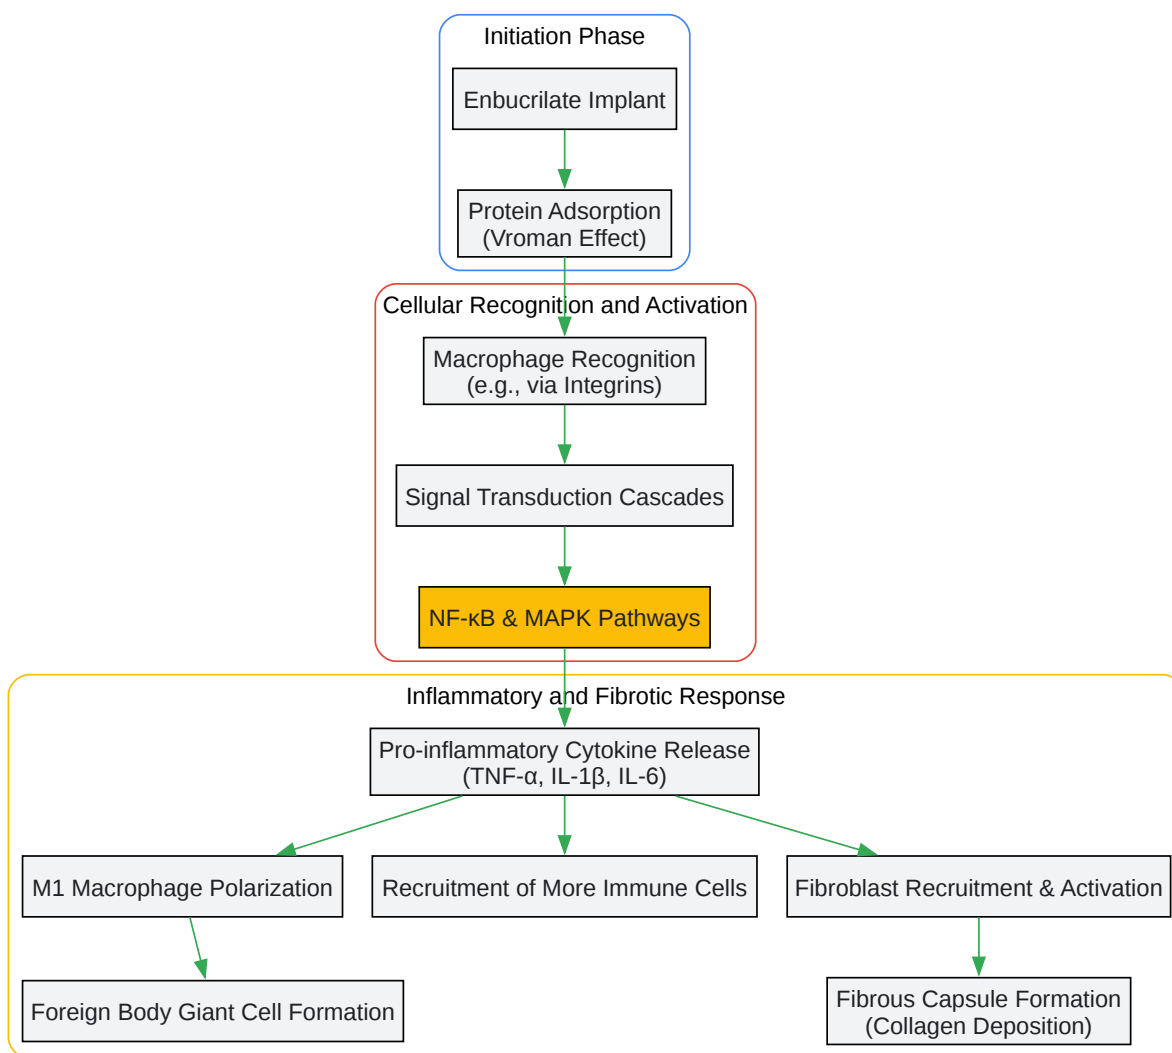 Initiation Phase
Enbucrilate Implant
Protein Adsorption
(Vroman Effect)
Cellular Recognition and Activation
Macrophage Recognition
(e.g., via Integrins)
Signal Transduction Cascades
NF-κB & MAPK Pathways
Inflammatory and Fibrotic Response
Pro-inflammatory Cytokine Release
(TNF-α, IL-1β, IL-6)
M1 Macrophage Polarization
Recruitment of More Immune Cells
Fibroblast Recruitment & Activation
Foreign Body Giant Cell Formation
Fibrous Capsule Formation
(Collagen Deposition)